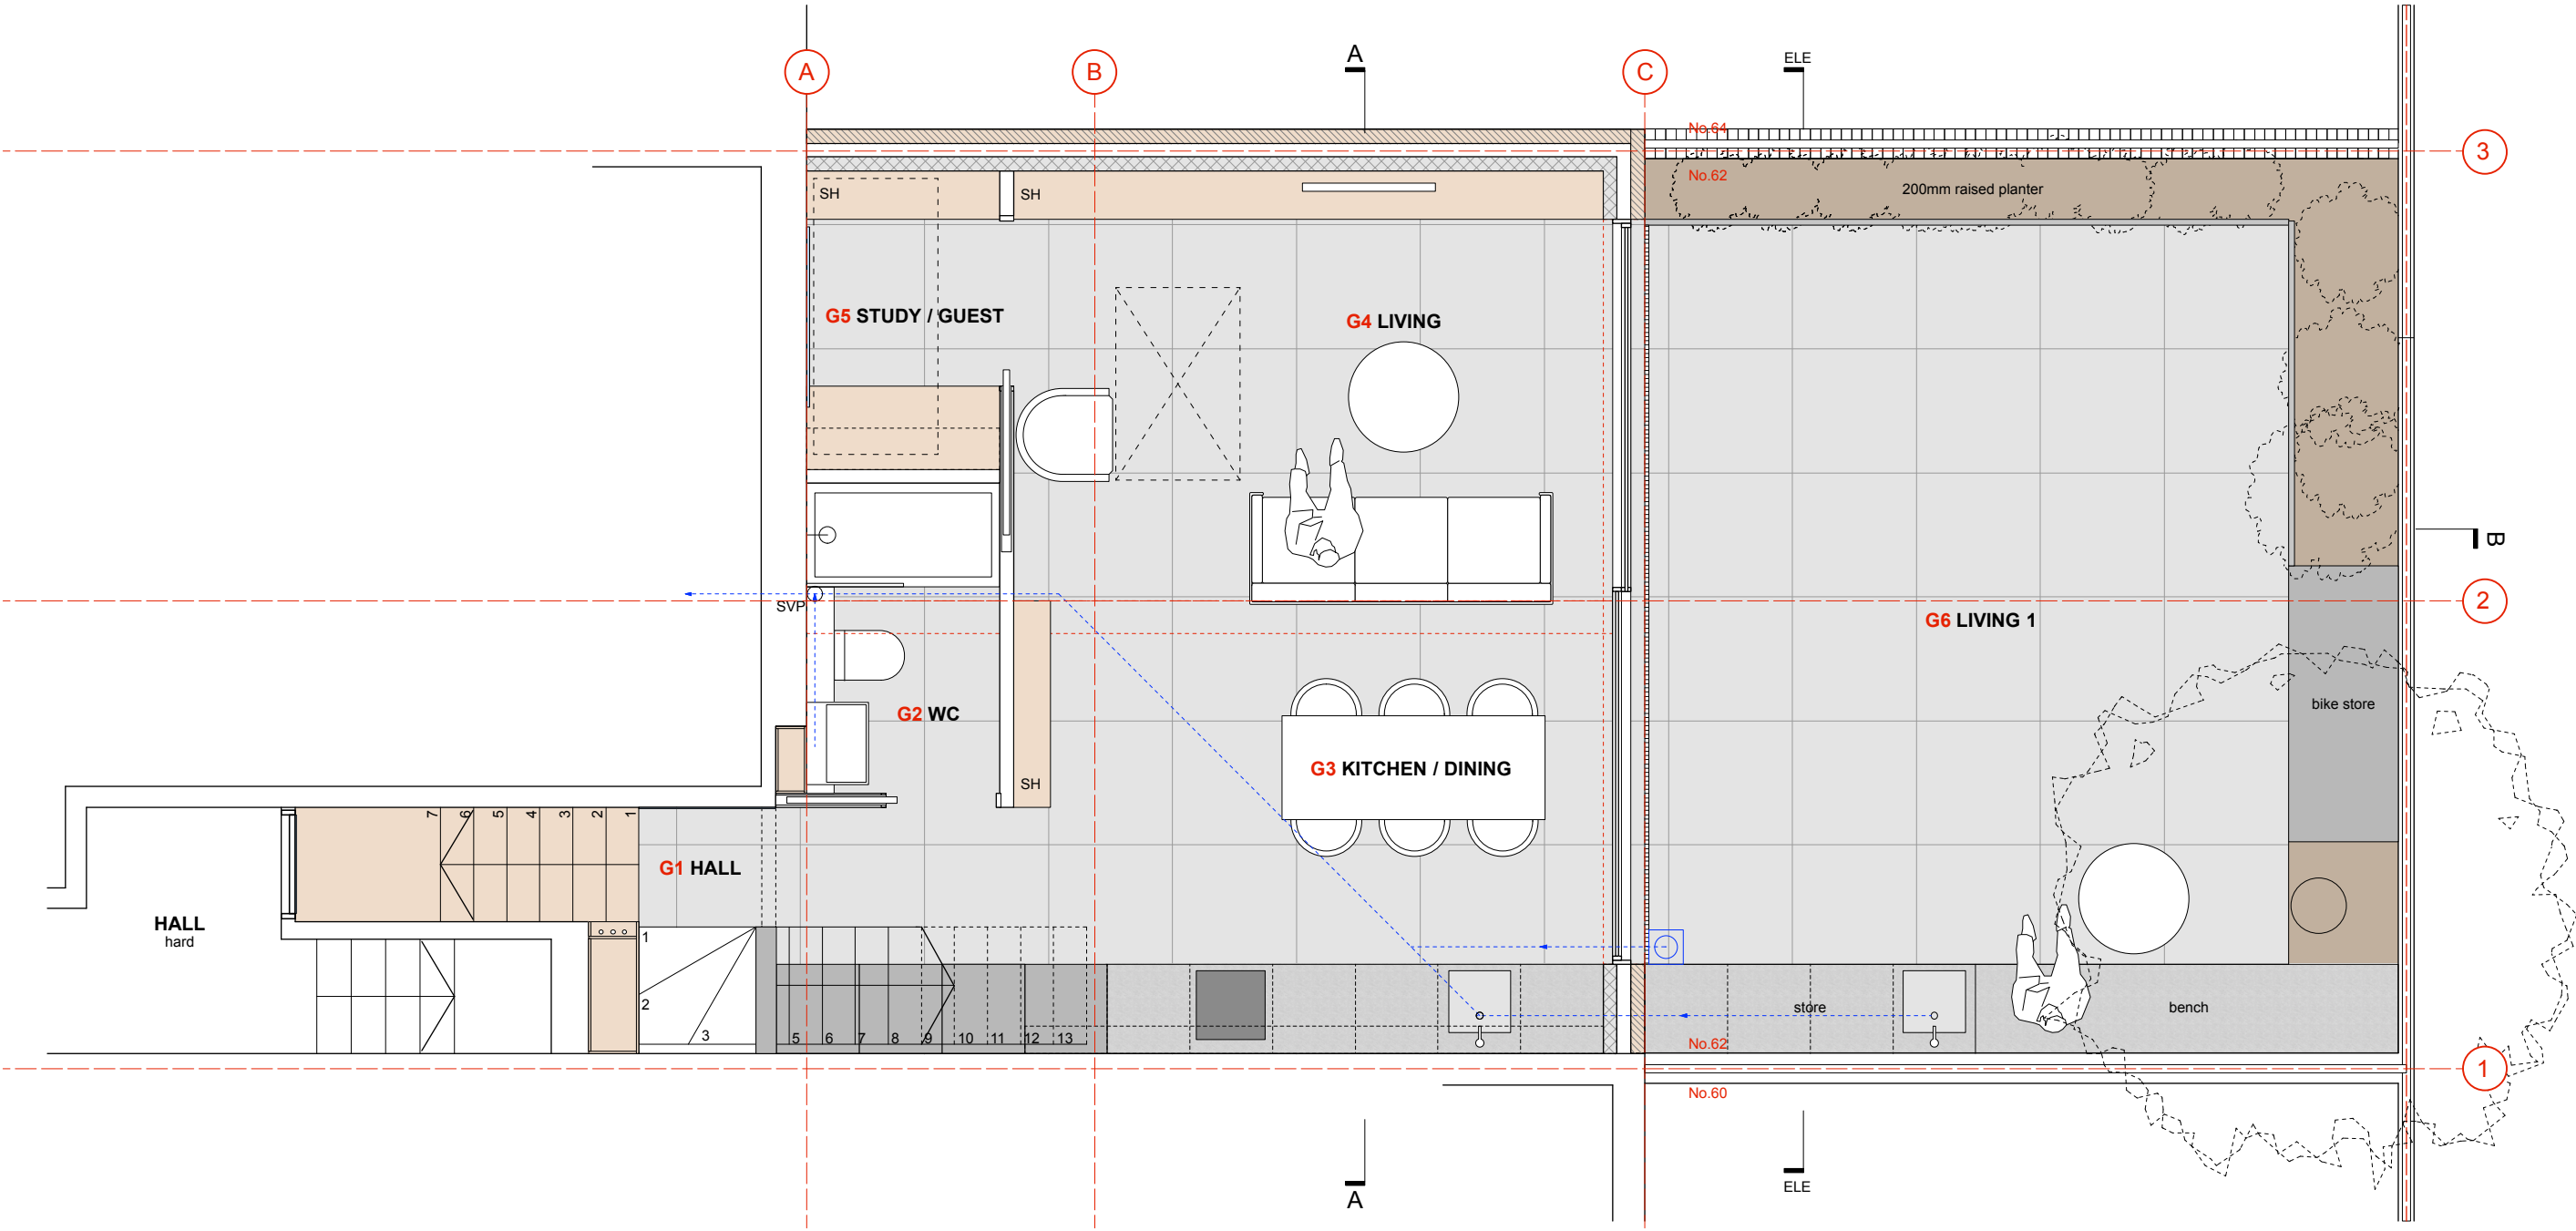 A
ELE
A
B
C
3
No.64
No.62
200mm raised planter
SH
SH
G5 STUDY / GUEST
G4 LIVING
B
2
SVP
G6 LIVING 1
G2 WC
bike store
G3 KITCHEN / DINING
SH
7 6 5 4 3 2 1
G1 HALL
HALL
hard
1
2
3
5 6 7 8 9 10 11 12 13
store
bench
No.62
1
No.60
A
ELE